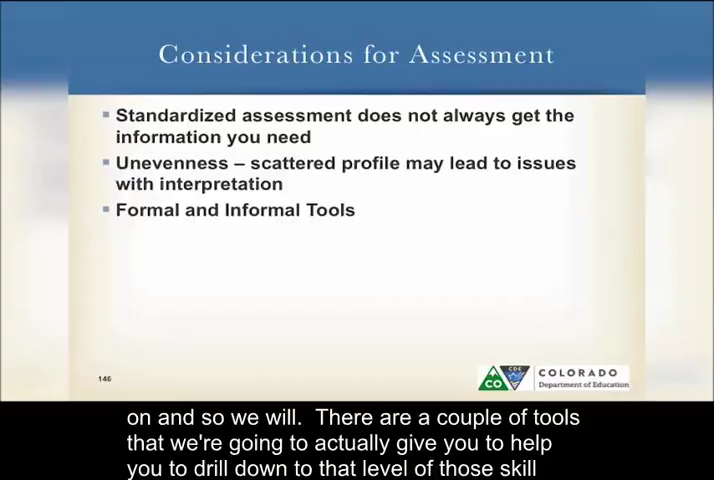 Considerations for Assessment
Standardized assessment does not always get the
information you need
Unevenness – scattered profile may lead to issues
with interpretation
Formal and Informal Tools
146
CO
CDE
COLORADO
Department of Education
on and so we will.  There are a couple of tools
that we're going to actually give you to help
you to drill down to that level of those skill